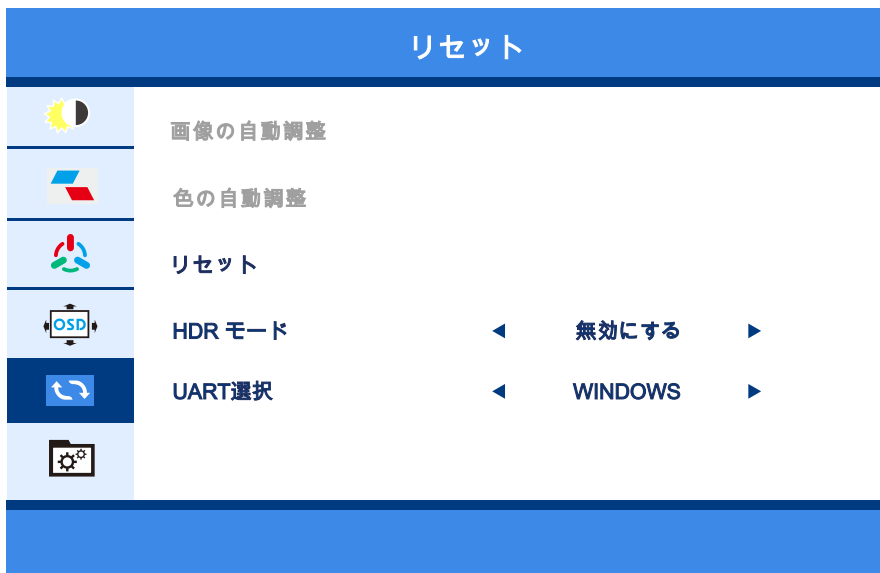 リセット
画像の自動調整
色の自動調整
リセット
HDR モード ◀ 無効にする ▶
OSD
UART選択 ◀ WINDOWS ▶